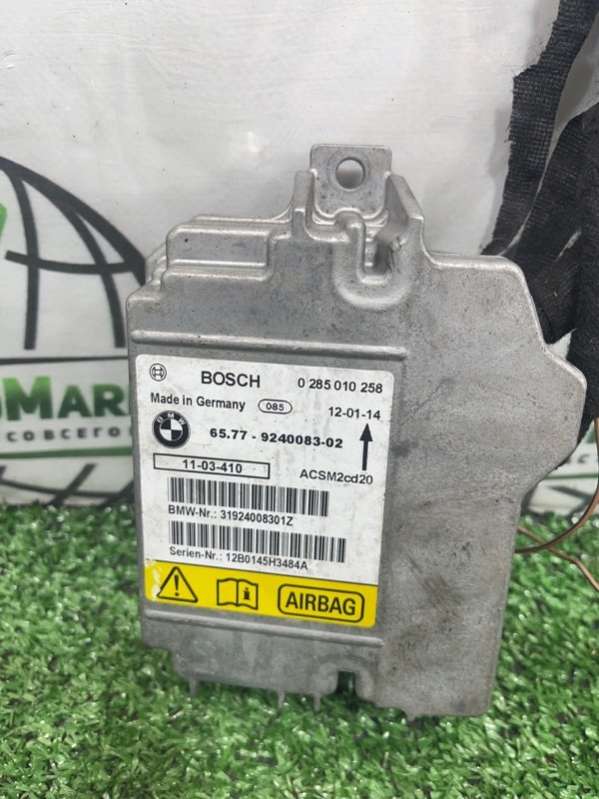 BOSCH 0 285 010 258
Made in Germany 085 12-01-14
BMW 65.77 - 9240083-02
11-03-410 ACSM2cd20
BMW-Nr.: 31924008301Z
Serien-Nr.: 12B0145H3484A
AIRBAG